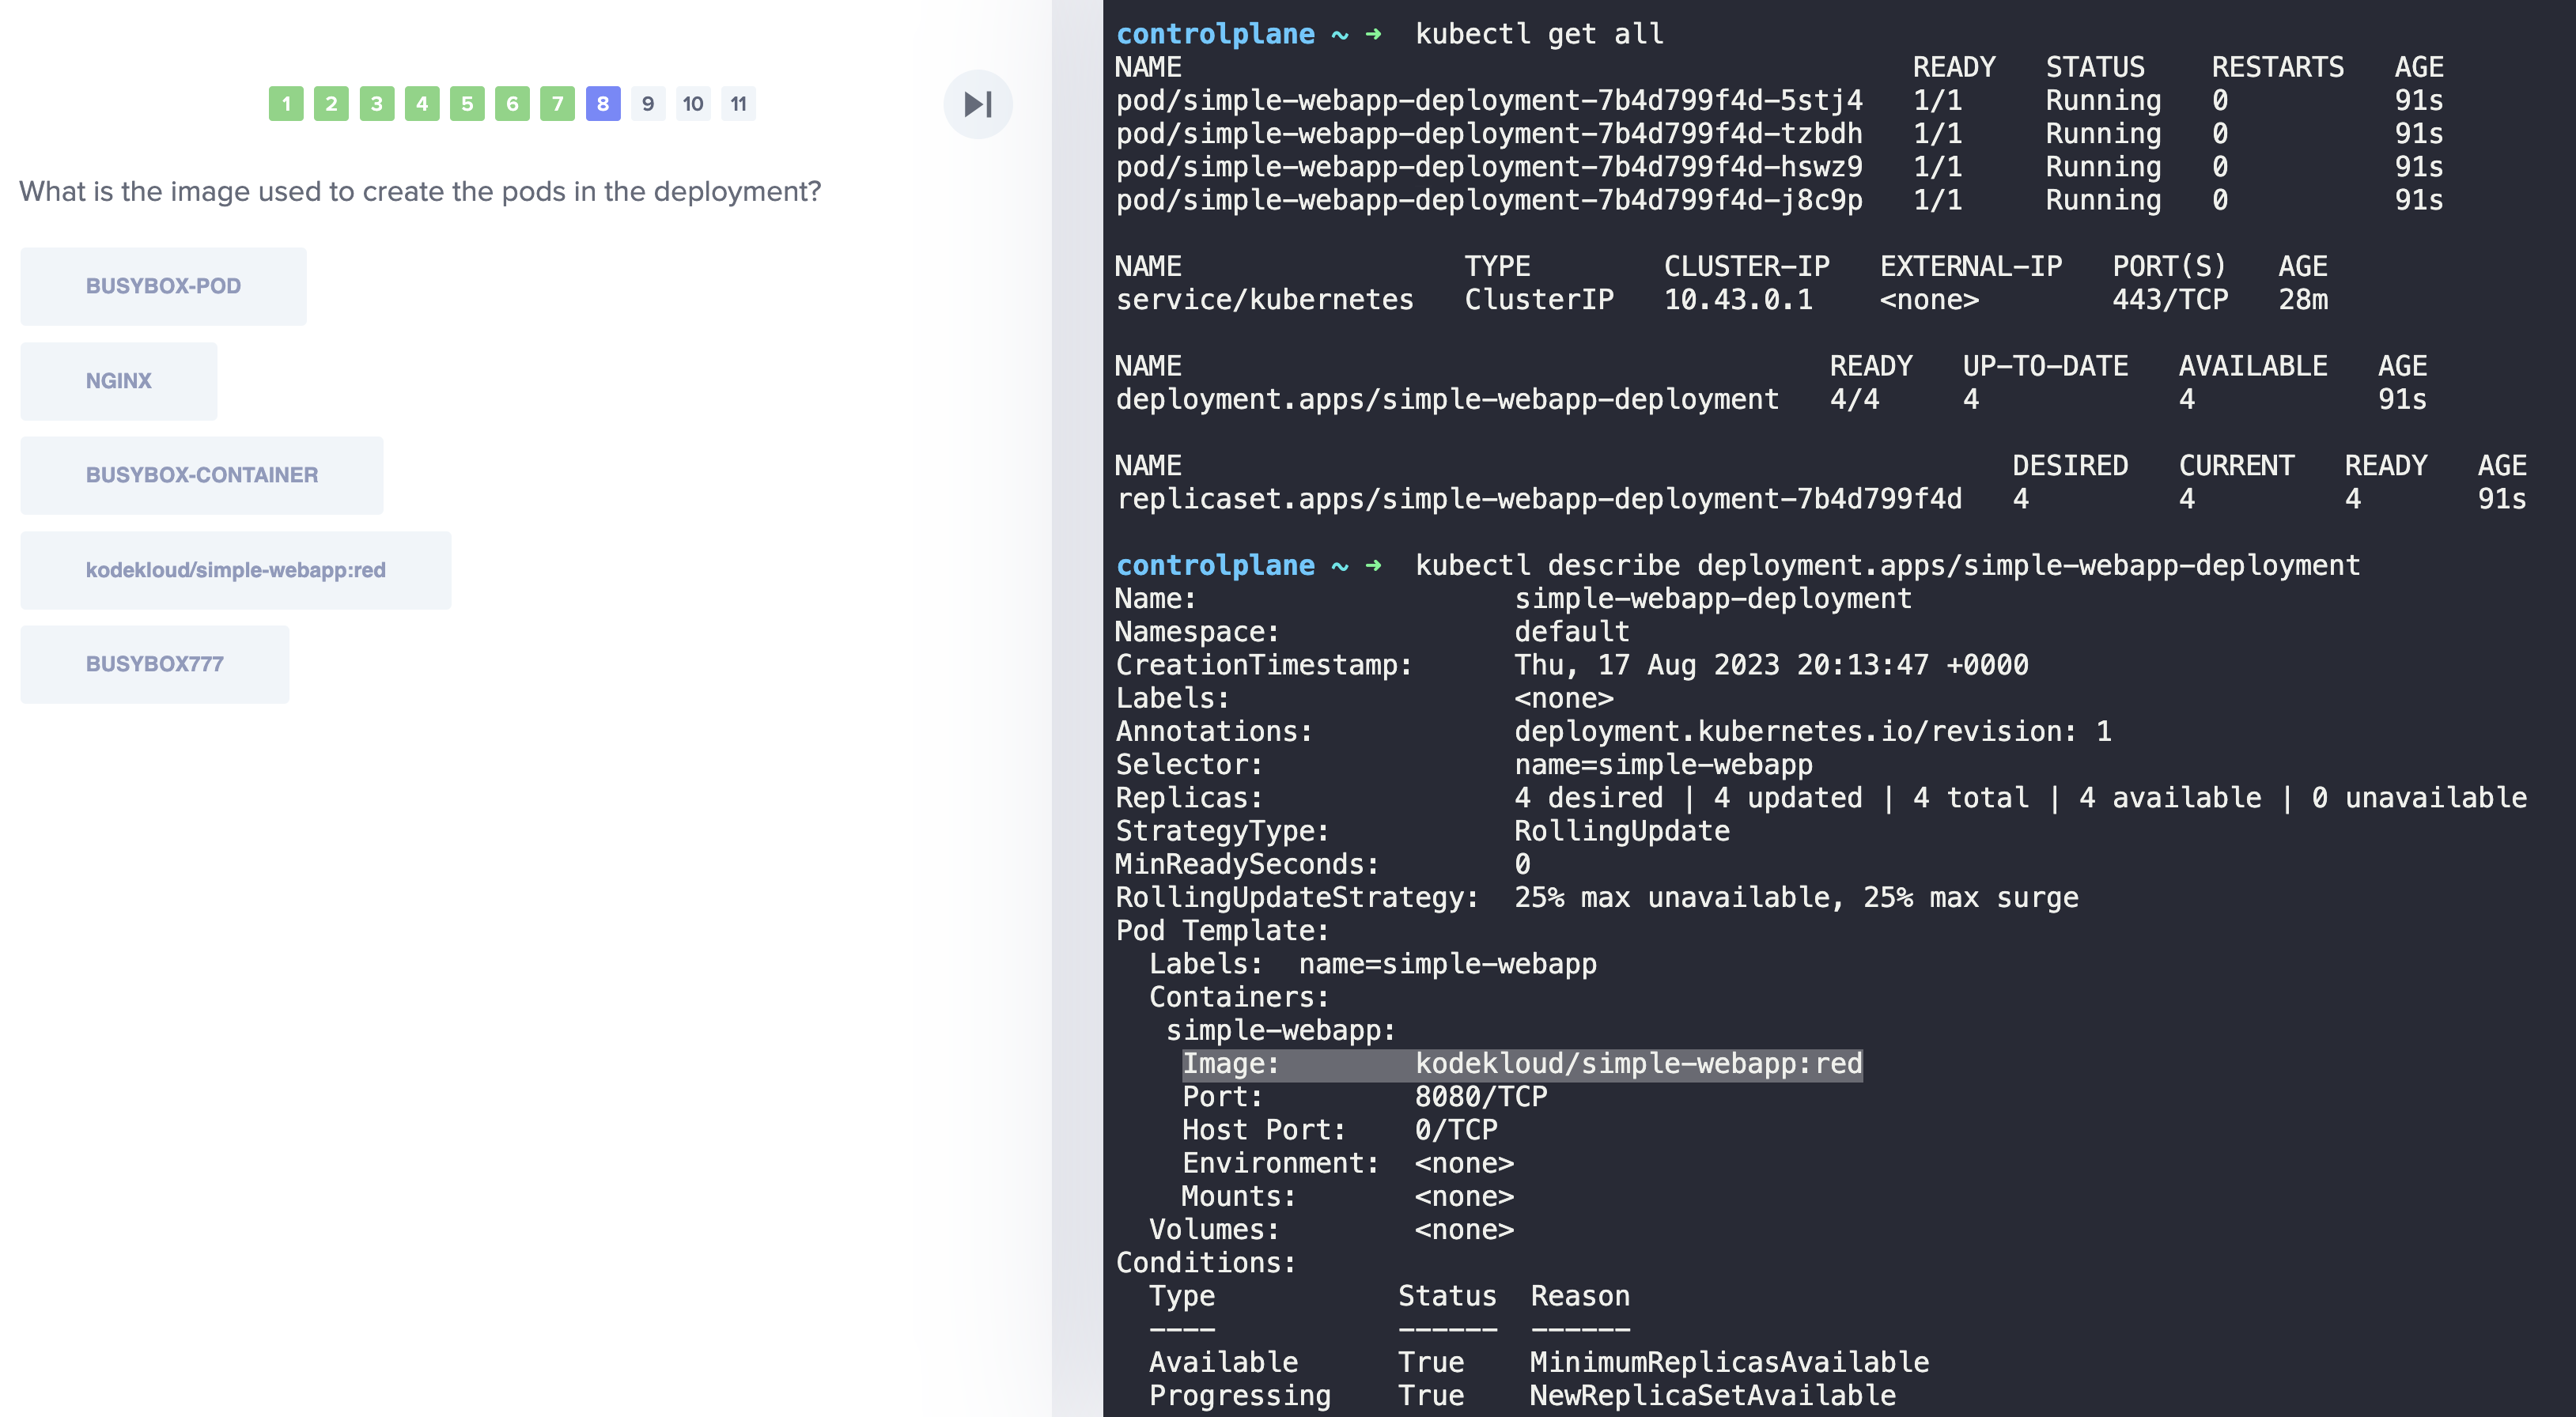 1 2 3 4 5 6 7 8 9 10 11
What is the image used to create the pods in the deployment?
BUSYBOX-POD
NGINX
BUSYBOX-CONTAINER
kodekloud/simple-webapp:red
BUSYBOX777
controlplane ~ ➜  kubectl get all
NAME                                            READY   STATUS    RESTARTS   AGE
pod/simple-webapp-deployment-7b4d799f4d-5stj4   1/1     Running   0          91s
pod/simple-webapp-deployment-7b4d799f4d-tzbdh   1/1     Running   0          91s
pod/simple-webapp-deployment-7b4d799f4d-hswz9   1/1     Running   0          91s
pod/simple-webapp-deployment-7b4d799f4d-j8c9p   1/1     Running   0          91s
NAME                 TYPE        CLUSTER-IP   EXTERNAL-IP   PORT(S)   AGE
service/kubernetes   ClusterIP   10.43.0.1    <none>        443/TCP   28m
NAME                                       READY   UP-TO-DATE   AVAILABLE   AGE
deployment.apps/simple-webapp-deployment   4/4     4            4           91s
NAME                                                  DESIRED   CURRENT   READY   AGE
replicaset.apps/simple-webapp-deployment-7b4d799f4d   4         4         4       91s
controlplane ~ ➜  kubectl describe deployment.apps/simple-webapp-deployment
Name:                   simple-webapp-deployment
Namespace:              default
CreationTimestamp:      Thu, 17 Aug 2023 20:13:47 +0000
Labels:                 <none>
Annotations:            deployment.kubernetes.io/revision: 1
Selector:               name=simple-webapp
Replicas:               4 desired | 4 updated | 4 total | 4 available | 0 unavailable
StrategyType:           RollingUpdate
MinReadySeconds:        0
RollingUpdateStrategy:  25% max unavailable, 25% max surge
Pod Template:
  Labels:  name=simple-webapp
  Containers:
   simple-webapp:
    Image:        kodekloud/simple-webapp:red
    Port:         8080/TCP
    Host Port:    0/TCP
    Environment:  <none>
    Mounts:       <none>
  Volumes:        <none>
Conditions:
  Type           Status  Reason
  ----           ------  ------
  Available      True    MinimumReplicasAvailable
  Progressing    True    NewReplicaSetAvailable